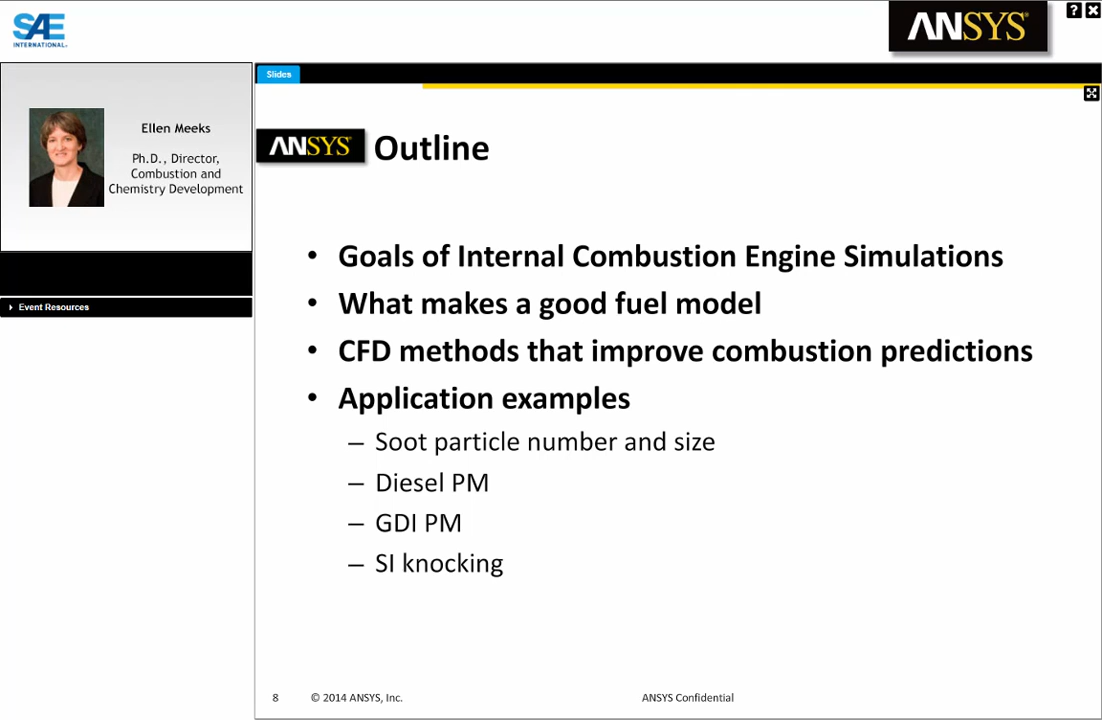 SAE
INTERNATIONAL®
ANSYS®
?
Slides
Ellen Meeks
Ph.D., Director,
Combustion and
Chemistry Development
Event Resources
ANSYS® Outline
• Goals of Internal Combustion Engine Simulations
• What makes a good fuel model
• CFD methods that improve combustion predictions
• Application examples
– Soot particle number and size
– Diesel PM
– GDI PM
– SI knocking
8 © 2014 ANSYS, Inc. ANSYS Confidential